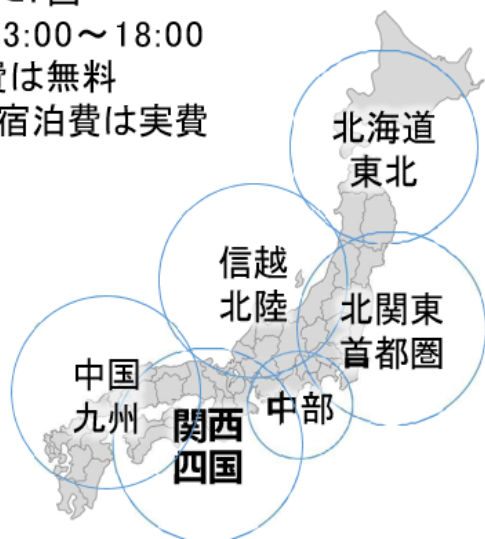 3:00～18:00
は無料
宿泊費は実費
北海道
東北
信越
北陸
北関東
首都圏
中国
九州
関西
四国
中部